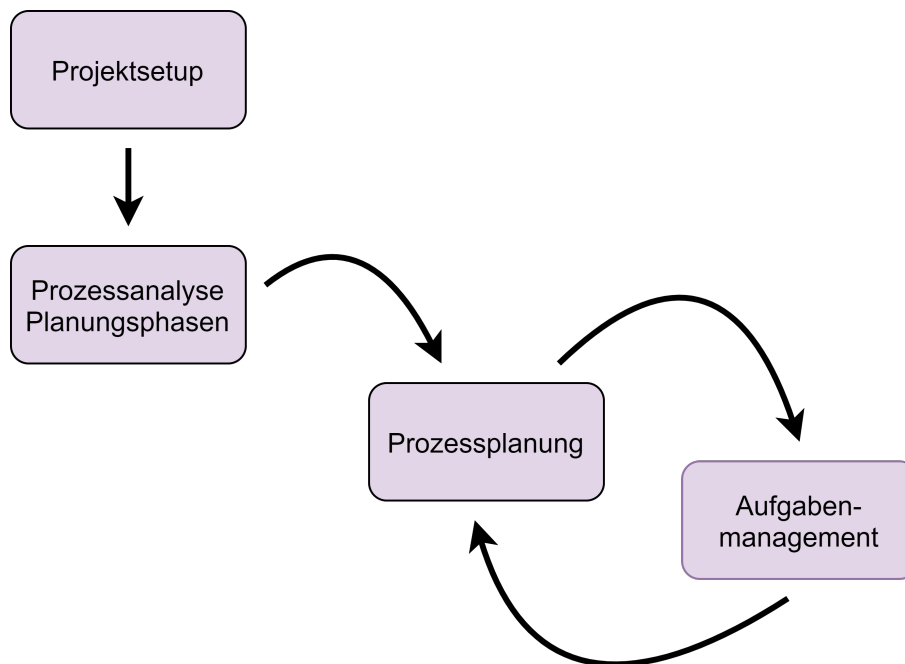 Projektsetup
Prozessanalyse
Planungsphasen
Prozessplanung
Aufgaben-
management